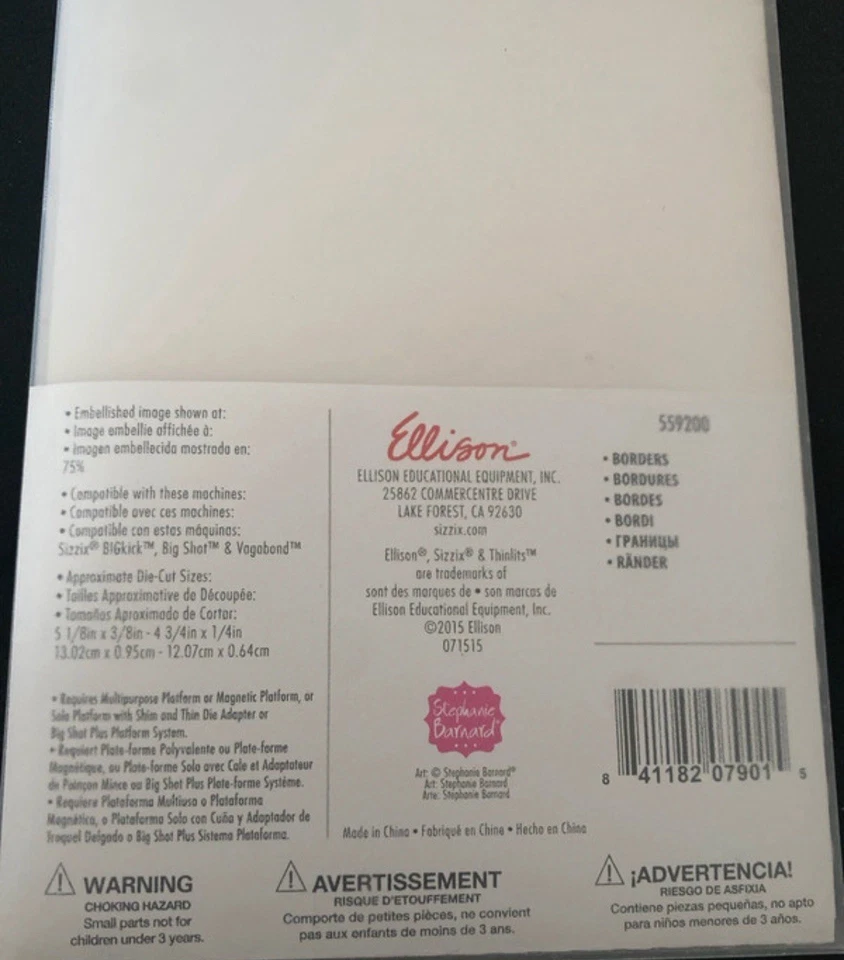 • Embellished image shown at:
• Image embellie affichée à:
• Imagen embellecida mostrada en:
75%
• Compatible with these machines:
• Compatible avec ces machines:
• Compatible con estas máquinas:
Sizzix® BIGkick™, Big Shot™ & Vagabond™
• Approximate Die-Cut Sizes:
• Tailles Approximative de Découpée:
• Tamaños Aproximado de Cortar:
5 1/8in x 3/8in - 4 3/4in x 1/4in
13.02cm x 0.95cm - 12.07cm x 0.64cm
• Requires Multipurpose Platform or Magnetic Platform, or
Solo Platform with Shim and Thin Die Adapter or
Big Shot Plus Platform System.
• Requiert Plate-forme Polyvalente ou Plate-forme
Magnétique, ou Plate-forme Solo avec Cale et Adaptateur
de Poinçon Mince ou Big Shot Plus Plate-forme Système.
• Requiere Plataforma Multiuso o Plataforma
Magnética, o Plataforma Solo con Cuña y Adaptador de
Troquel Delgado o Big Shot Plus Sistema Plataforma.
Ellison®
ELLISON EDUCATIONAL EQUIPMENT, INC.
25862 COMMERCENTRE DRIVE
LAKE FOREST, CA 92630
sizzix.com
Ellison®, Sizzix® & Thinlits™
are trademarks of
sont des marques de • son marcas de
Ellison Educational Equipment, Inc.
©2015 Ellison
071515
Stephanie
Barnard
Art: © Stephanie Barnard®
Art: Stephanie Barnard
Arte: Stephanie Barnard
Made in China • Fabriqué en Chine • Hecho en China
559200
• BORDERS
• BORDURES
• BORDES
• BORDI
• ГРАНИЦЫ
• RÄNDER
8 41182 07901 5
WARNING
CHOKING HAZARD
Small parts not for
children under 3 years.
AVERTISSEMENT
RISQUE D'ETOUFFEMENT
Comporte de petites pièces, ne convient
pas aux enfants de moins de 3 ans.
¡ADVERTENCIA!
RIESGO DE ASFIXIA
Contiene piezas pequeñas, no apto
para niños menores de 3 años.